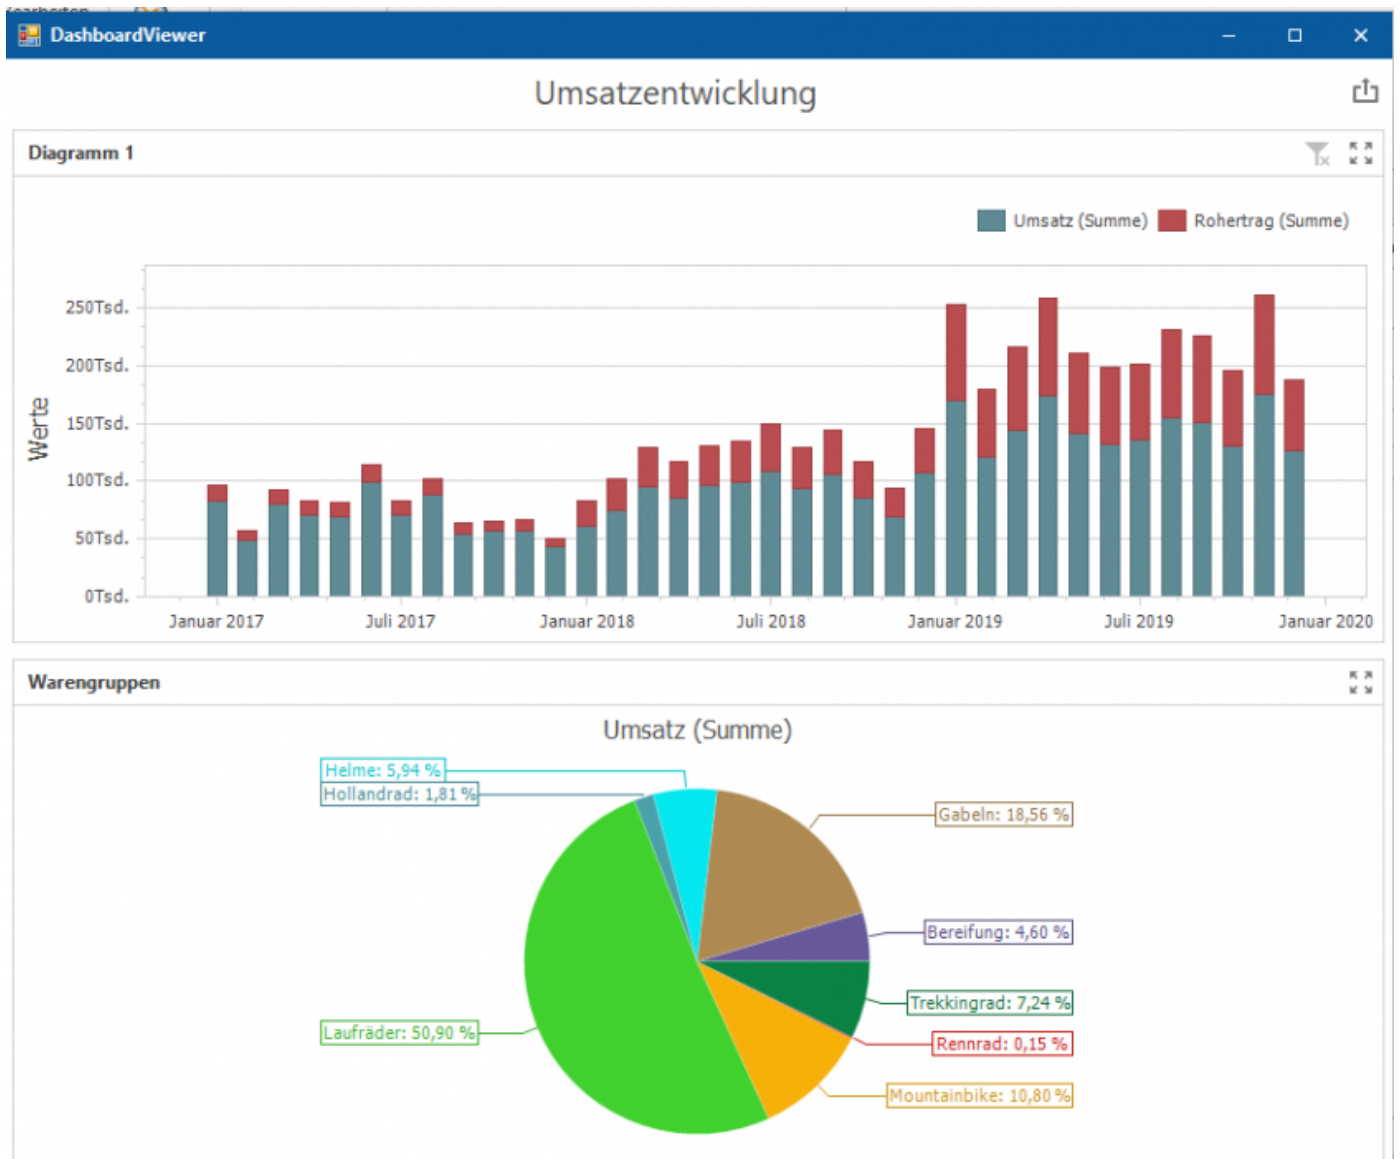 DashboardViewer
Umsatzentwicklung
Diagramm 1
Umsatz (Summe) Rohertrag (Summe)
Werte
250Tsd.
200Tsd.
150Tsd.
100Tsd.
50Tsd.
0Tsd.
Januar 2017 Juli 2017 Januar 2018 Juli 2018 Januar 2019 Juli 2019 Januar 2020
Warengruppen
Umsatz (Summe)
Helme: 5,94 %
Hollandrad: 1,81 %
Gabeln: 18,56 %
Bereifung: 4,60 %
Trekkingrad: 7,24 %
Laufräder: 50,90 %
Rennrad: 0,15 %
Mountainbike: 10,80 %